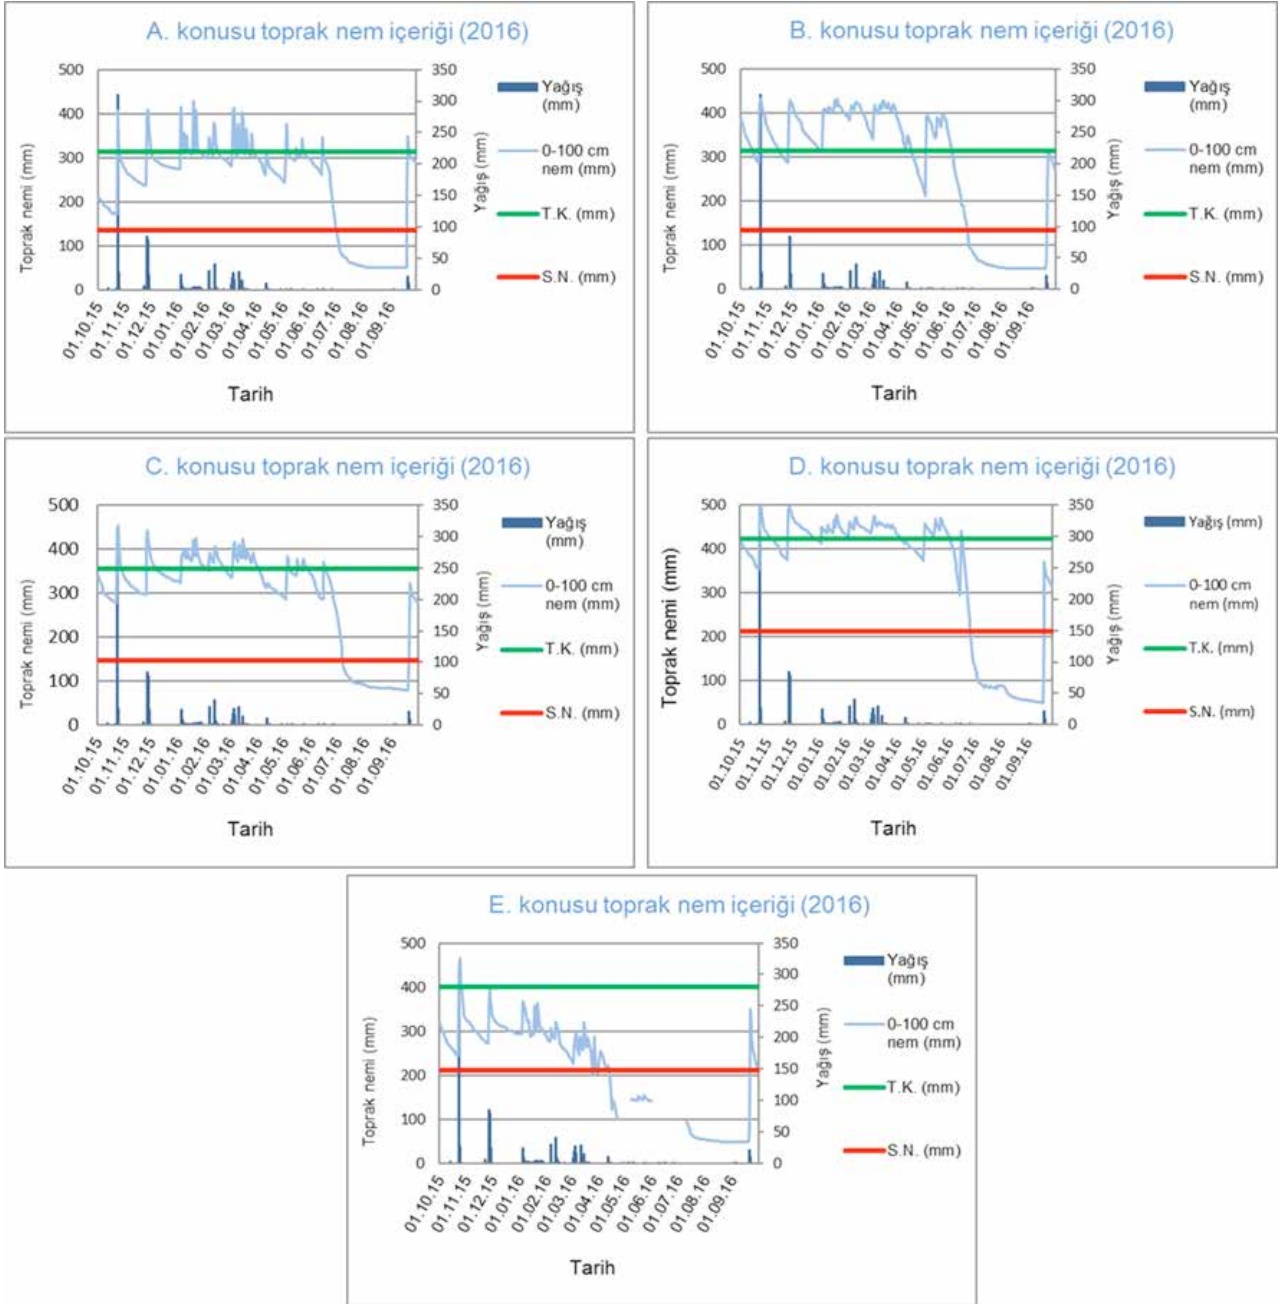 A. konusu toprak nem içeriği (2016)
500
400
300
200
100
0
Toprak nemi (mm)
350
300
250
200
150
100
50
0
Yağış (mm)
01.10.15
01.11.15
01.12.15
01.01.16
01.02.16
01.03.16
01.04.16
01.05.16
01.06.16
01.07.16
01.08.16
01.09.16
Tarih
Yağış
(mm)
0-100 cm
nem (mm)
T.K. (mm)
S.N. (mm)
B. konusu toprak nem içeriği (2016)
500
400
300
200
100
0
Toprak nemi (mm)
350
300
250
200
150
100
50
0
Yağış (mm)
01.10.15
01.11.15
01.12.15
01.01.16
01.02.16
01.03.16
01.04.16
01.05.16
01.06.16
01.07.16
01.08.16
01.09.16
Tarih
Yağış
(mm)
0-100 cm
nem (mm)
T.K. (mm)
S.N. (mm)
C. konusu toprak nem içeriği (2016)
500
400
300
200
100
0
Toprak nemi (mm)
350
300
250
200
150
100
50
0
Yağış (mm)
01.10.15
01.11.15
01.12.15
01.01.16
01.02.16
01.03.16
01.04.16
01.05.16
01.06.16
01.07.16
01.08.16
01.09.16
Tarih
Yağış
(mm)
0-100 cm
nem (mm)
T.K. (mm)
S.N. (mm)
D. konusu toprak nem içeriği (2016)
500
400
300
200
100
0
Toprak nemi (mm)
350
300
250
200
150
100
50
0
Yağış (mm)
01.10.15
01.11.15
01.12.15
01.01.16
01.02.16
01.03.16
01.04.16
01.05.16
01.06.16
01.07.16
01.08.16
01.09.16
Tarih
Yağış (mm)
0-100 cm
nem (mm)
T.K. (mm)
S.N. (mm)
E. konusu toprak nem içeriği (2016)
500
400
300
200
100
0
Toprak nemi (mm)
350
300
250
200
150
100
50
0
Yağış (mm)
01.10.15
01.11.15
01.12.15
01.01.16
01.02.16
01.03.16
01.04.16
01.05.16
01.06.16
01.07.16
01.08.16
01.09.16
Tarih
Yağış
(mm)
0-100 cm
nem (mm)
T.K. (mm)
S.N. (mm)